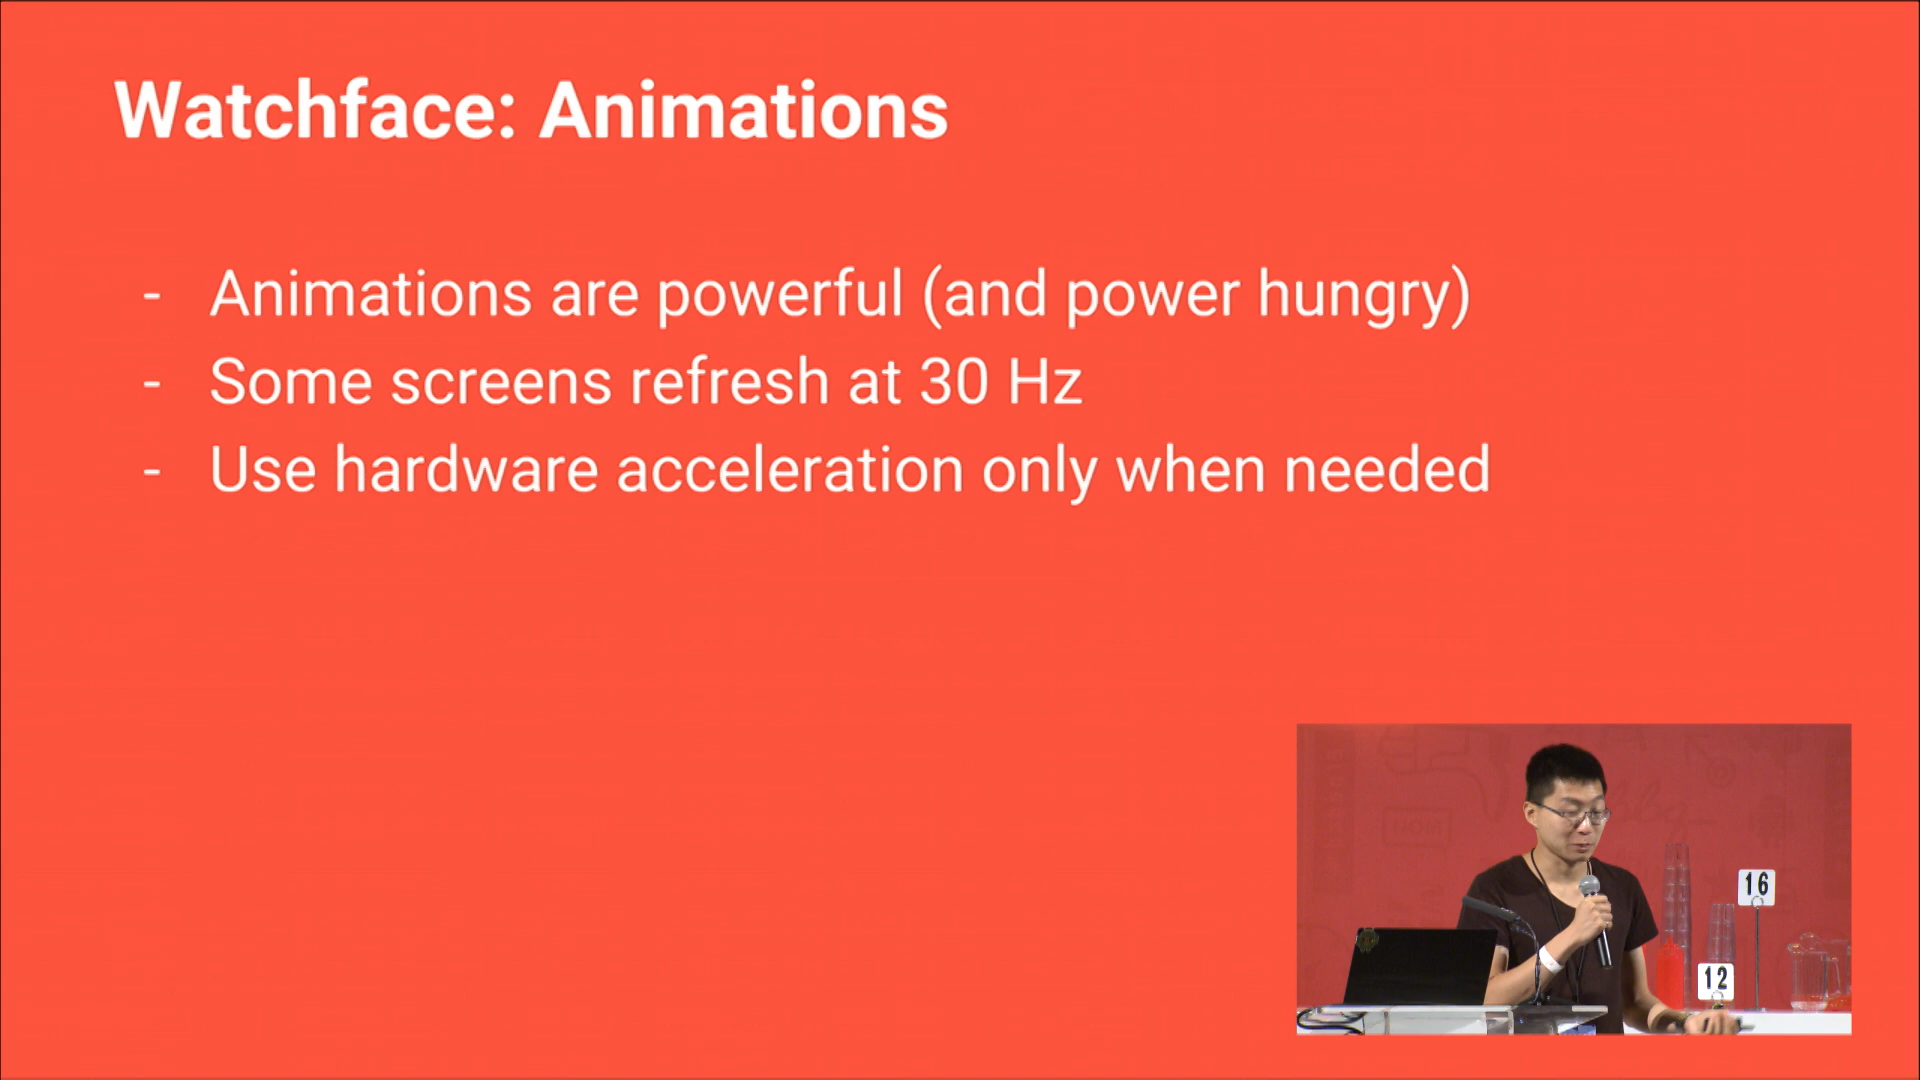 Watchface: Animations
- Animations are powerful (and power hungry)
- Some screens refresh at 30 Hz
- Use hardware acceleration only when needed
16
12